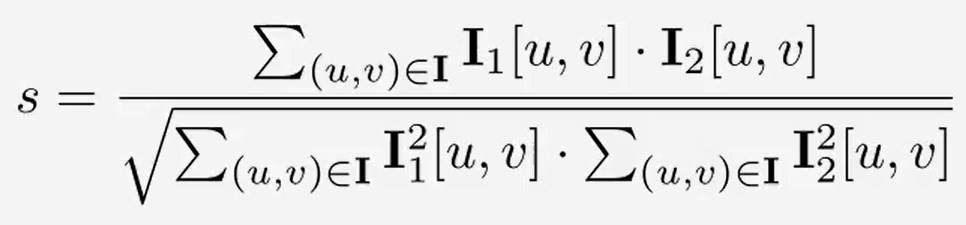 s = \frac{\sum_{(u,v)\in \mathbf{I}} \mathbf{I}_1[u,v] \cdot \mathbf{I}_2[u,v]}{\sqrt{\sum_{(u,v)\in \mathbf{I}} \mathbf{I}_1^2[u,v] \cdot \sum_{(u,v)\in \mathbf{I}} \mathbf{I}_2^2[u,v]}}